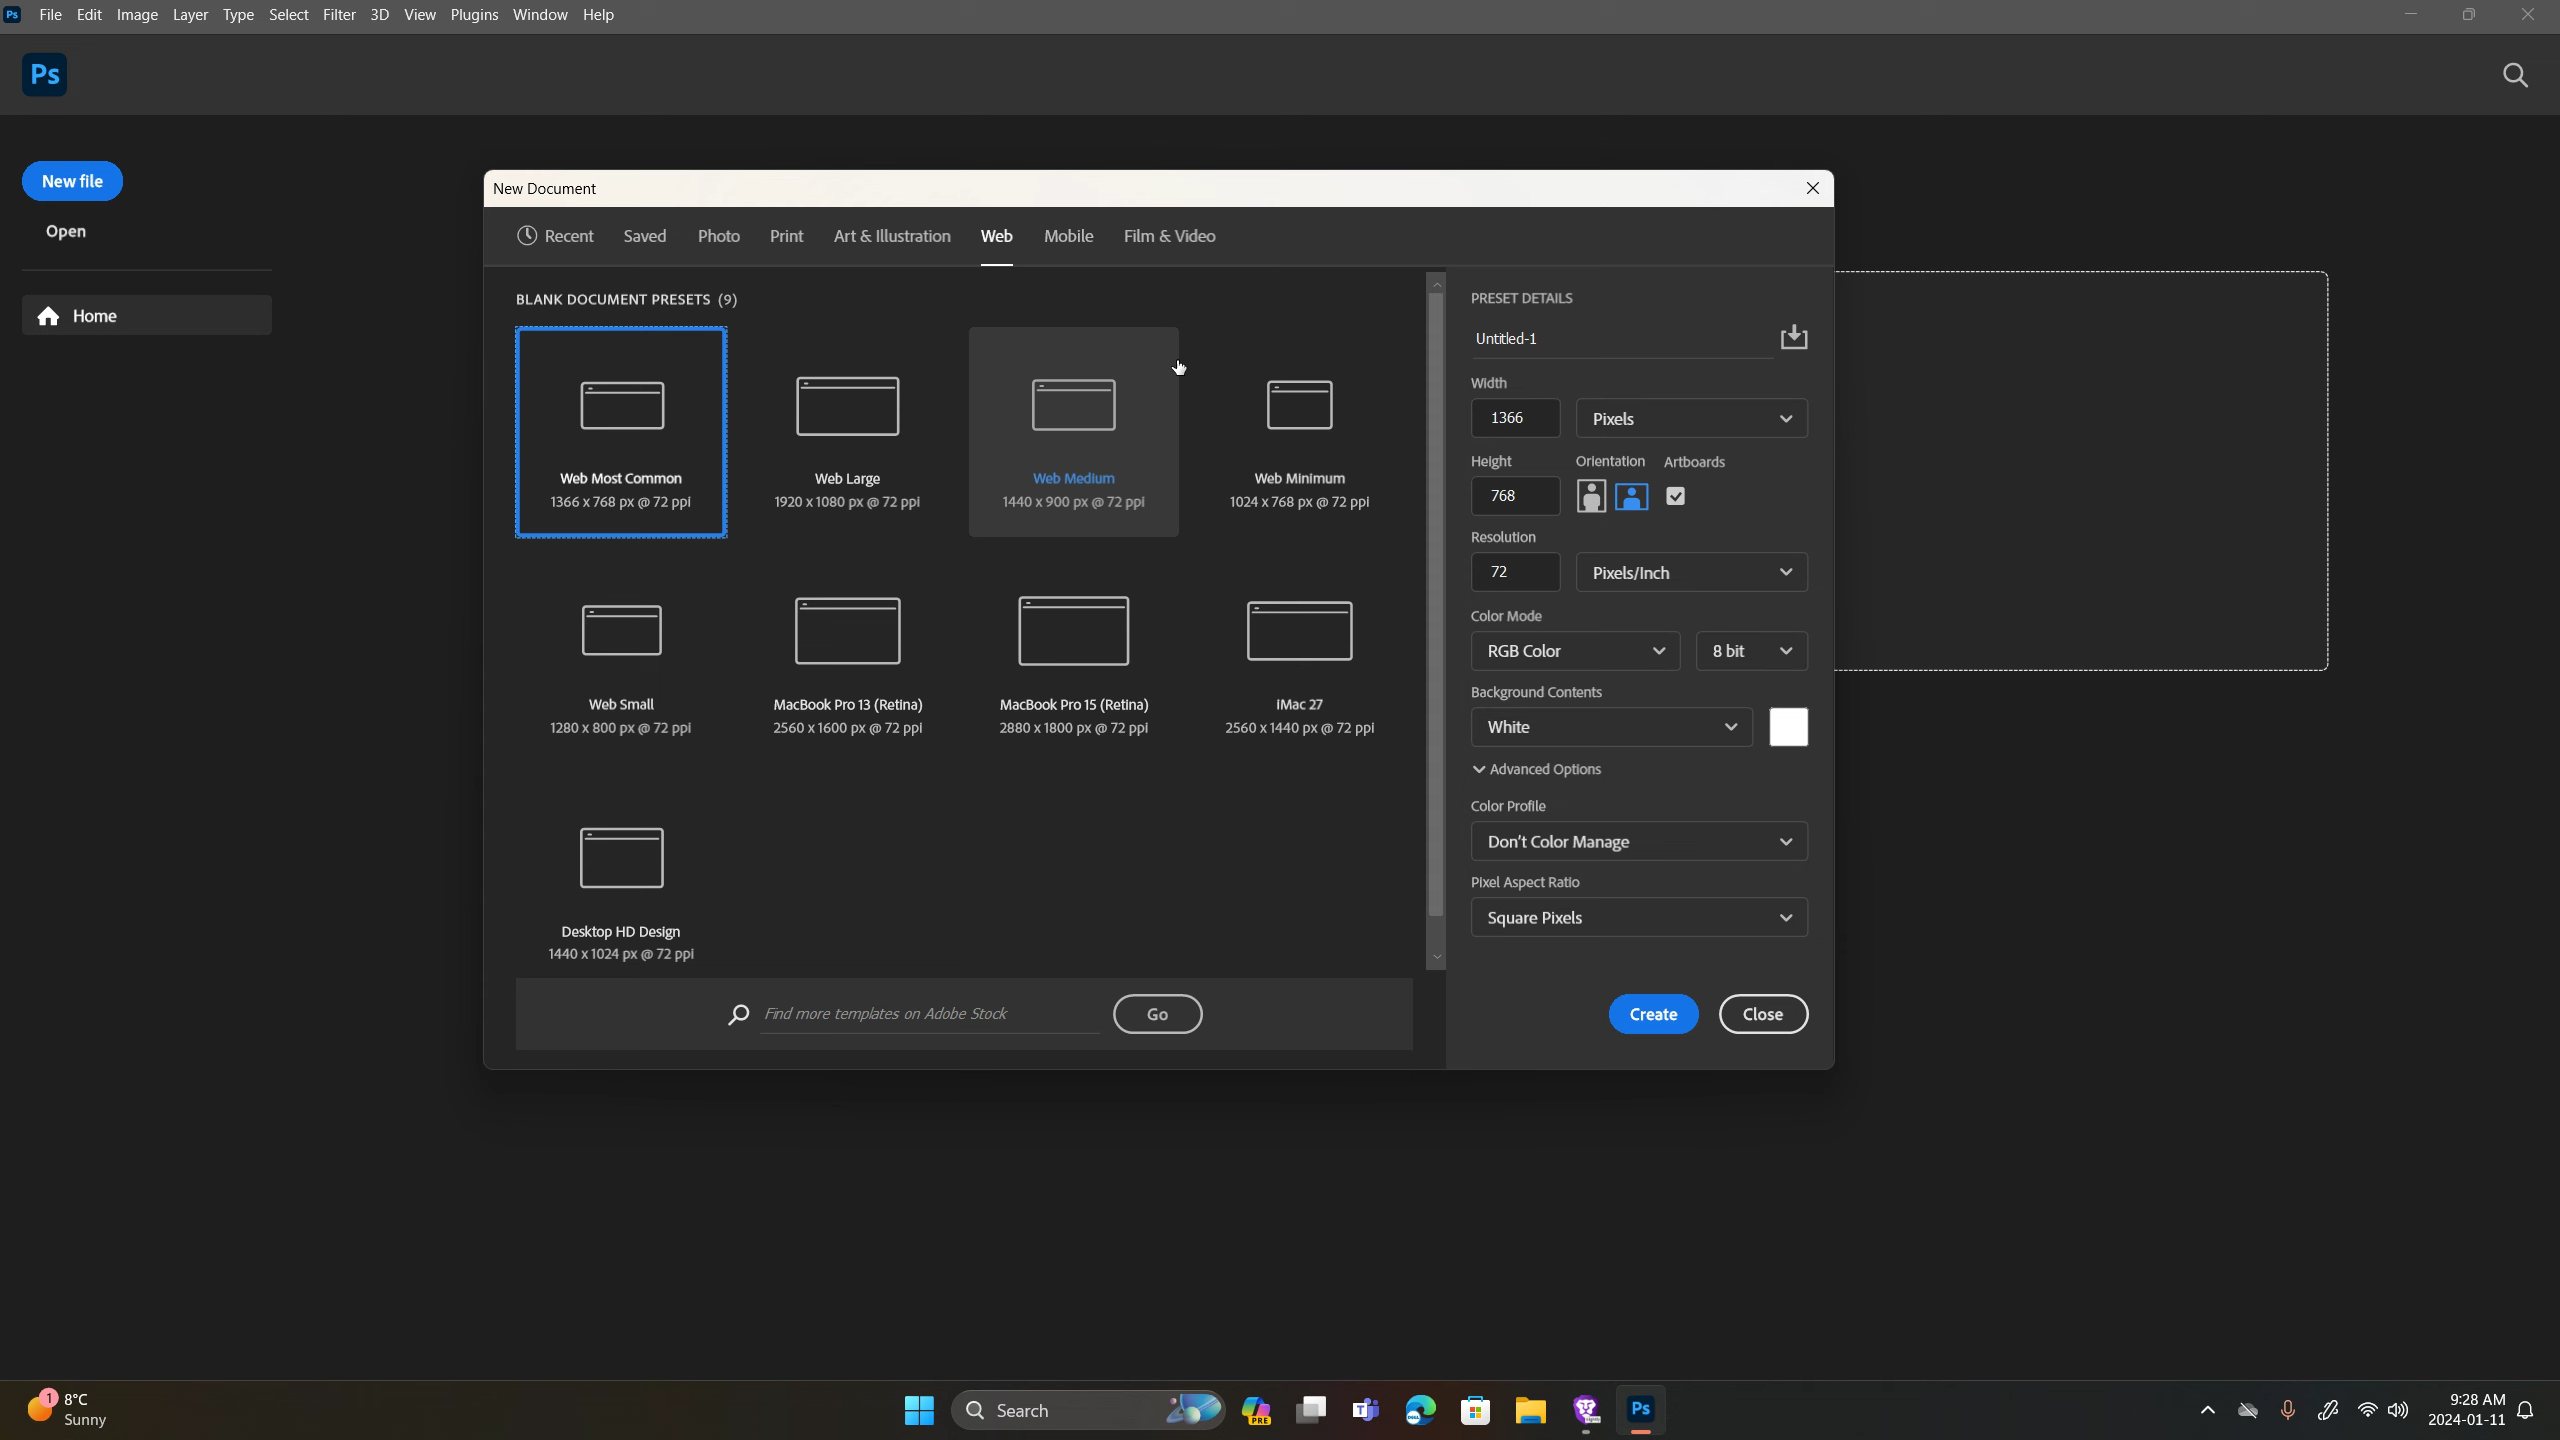 Ps File Edit Image Layer Type Select Filter 3D View Plugins Window Help
Ps
New file
Open
Home
New Document
Recent Saved Photo Print Art & Illustration Web Mobile Film & Video
BLANK DOCUMENT PRESETS (9)
Web Most Common
1366 x 768 px @ 72 ppi
Web Large
1920 x 1080 px @ 72 ppi
Web Medium
1440 x 900 px @ 72 ppi
Web Minimum
1024 x 768 px @ 72 ppi
Web Small
1280 x 800 px @ 72 ppi
MacBook Pro 13 (Retina)
2560 x 1600 px @ 72 ppi
MacBook Pro 15 (Retina)
2880 x 1800 px @ 72 ppi
iMac 27
2560 x 1440 px @ 72 ppi
Desktop HD Design
1440 x 1024 px @ 72 ppi
Find more templates on Adobe Stock Go
PRESET DETAILS
Untitled-1
Width
1366 Pixels
Height Orientation Artboards
768
Resolution
72 Pixels/Inch
Color Mode
RGB Color 8 bit
Background Contents
White
Advanced Options
Color Profile
Don't Color Manage
Pixel Aspect Ratio
Square Pixels
Create Close
1 8°C
Sunny
Search
PRE
T
DELL
Ps
9:28 AM
2024-01-11